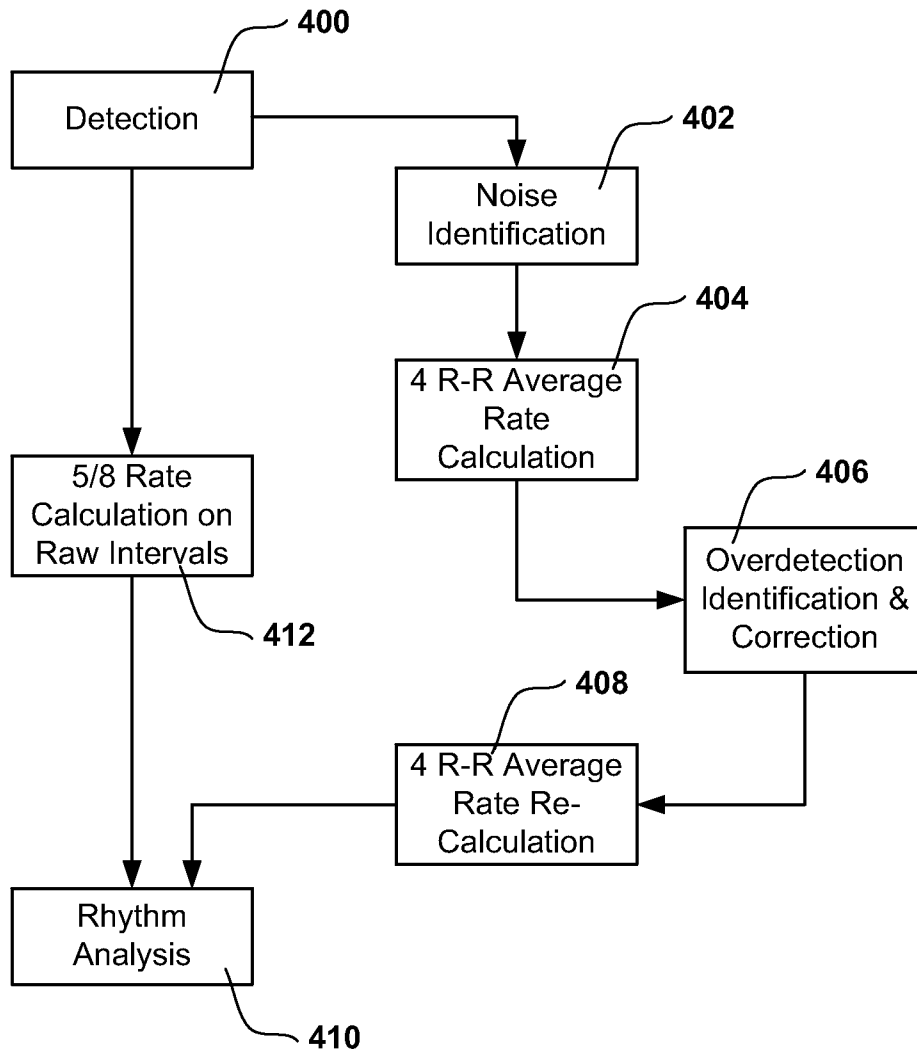 400
Detection
402
Noise
Identification
404
4 R-R Average
Rate
Calculation
406
5/8 Rate
Calculation on
Raw Intervals
Overdetection
Identification &
Correction
412
408
4 R-R Average
Rate Re-
Calculation
Rhythm
Analysis
410